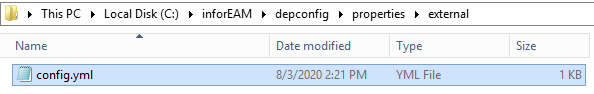 This PC Local Disk (C:) inforEAM depconfig properties external
Name Date modified Type Size
config.yml 8/3/2020 2:21 PM YML File 1 KB